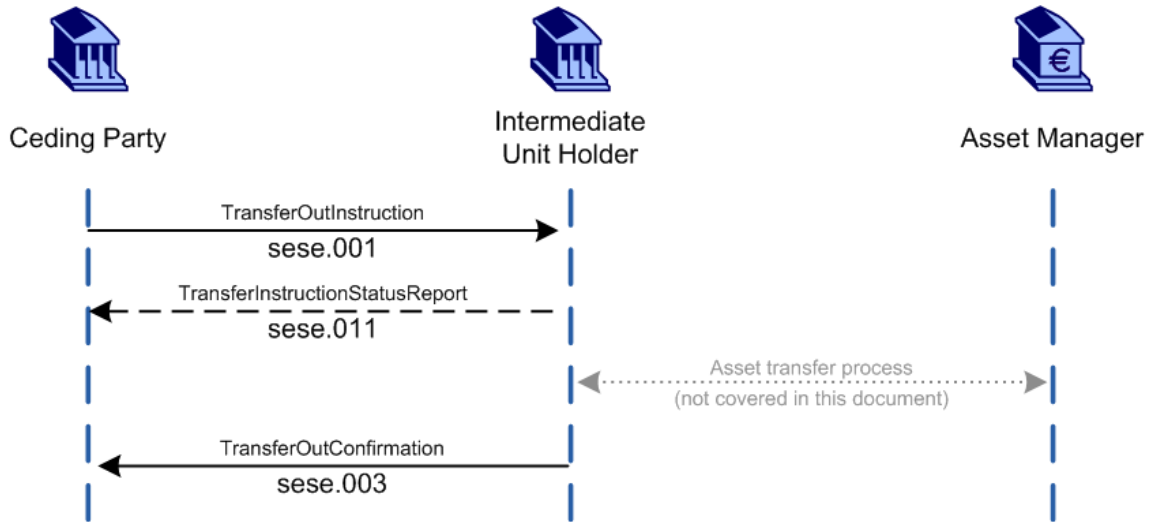 €
Ceding Party
Intermediate
Unit Holder
Asset Manager
TransferOutInstruction
sese.001
TransferInstructionStatusReport
sese.011
Asset transfer process
(not covered in this document)
TransferOutConfirmation
sese.003